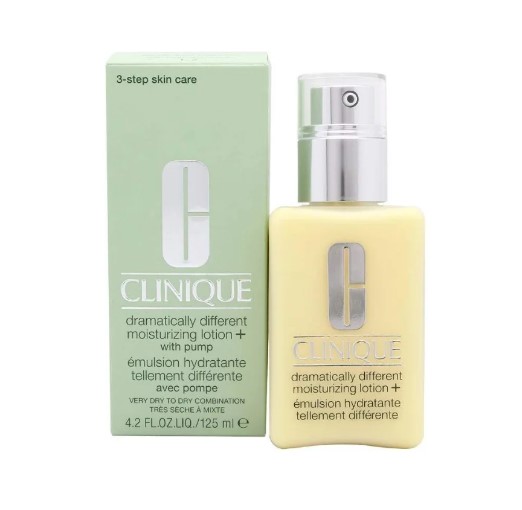 3-step skin care
CLINIQUE
dramatically different
moisturizing lotion +
with pump
émulsion hydratante
tellement différente
avec pompe
VERY DRY TO DRY COMBINATION
TRÈS SÈCHE À MIXTE
4.2 FL.OZ.LIQ./125 ml ℮
CLINIQUE
dramatically different
moisturizing lotion +
émulsion hydratante
tellement différente